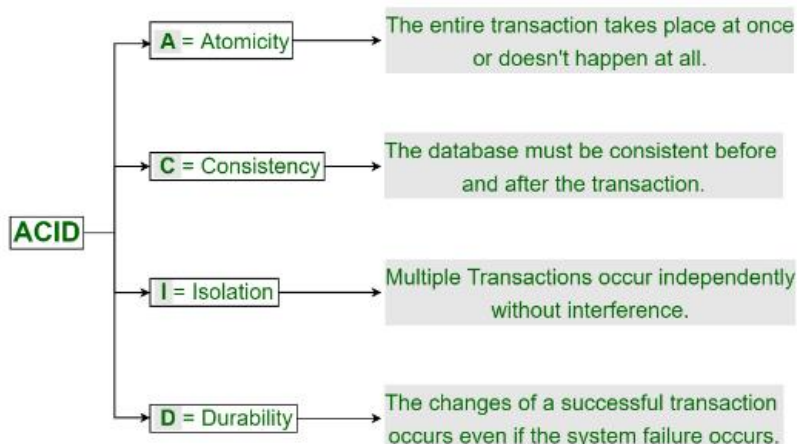 A = Atomicity
The entire transaction takes place at once
or doesn't happen at all.
C = Consistency
The database must be consistent before
and after the transaction.
ACID
I = Isolation
Multiple Transactions occur independently
without interference.
D = Durability
The changes of a successful transaction
occurs even if the system failure occurs.